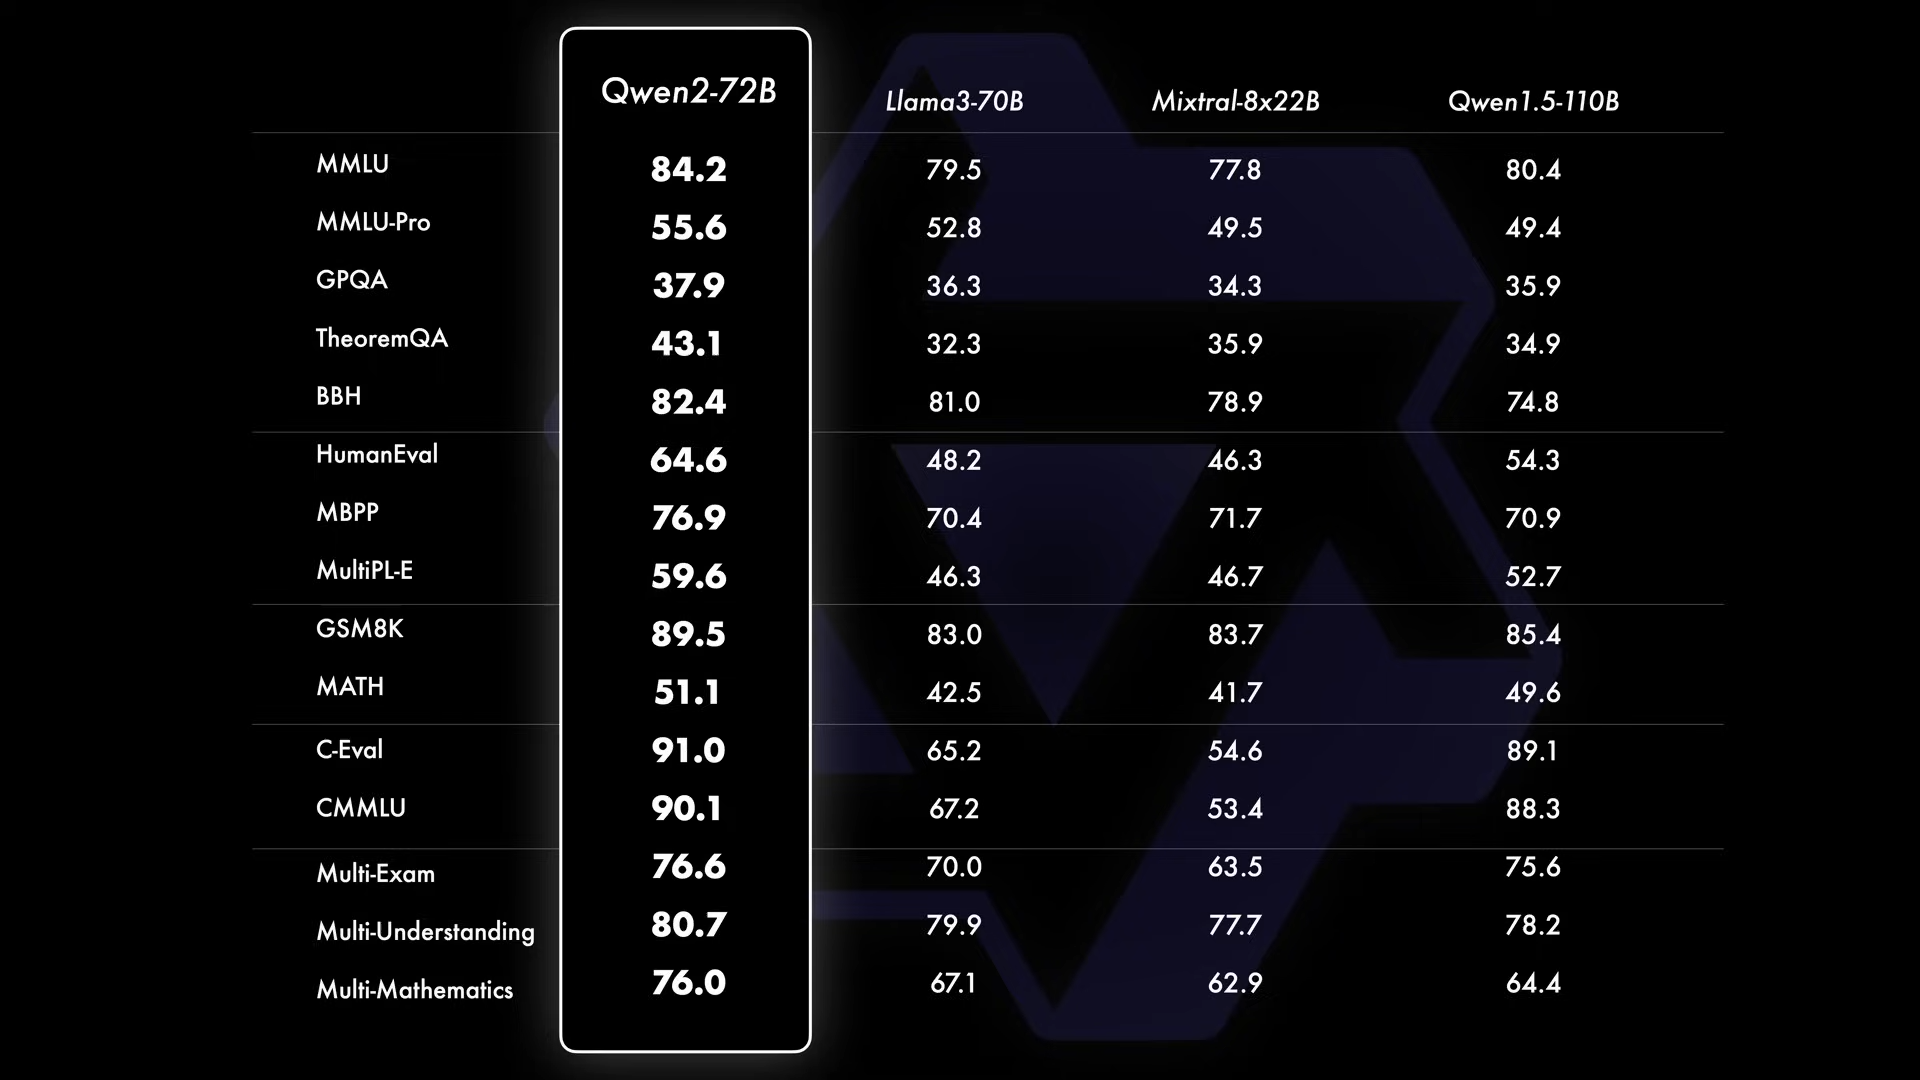 Qwen2-72B Llama3-70B Mixtral-8x22B Qwen1.5-110B
MMLU 84.2 79.5 77.8 80.4
MMLU-Pro 55.6 52.8 49.5 49.4
GPQA 37.9 36.3 34.3 35.9
TheoremQA 43.1 32.3 35.9 34.9
BBH 82.4 81.0 78.9 74.8
HumanEval 64.6 48.2 46.3 54.3
MBPP 76.9 70.4 71.7 70.9
MultiPL-E 59.6 46.3 46.7 52.7
GSM8K 89.5 83.0 83.7 85.4
MATH 51.1 42.5 41.7 49.6
C-Eval 91.0 65.2 54.6 89.1
CMMLU 90.1 67.2 53.4 88.3
Multi-Exam 76.6 70.0 63.5 75.6
Multi-Understanding 80.7 79.9 77.7 78.2
Multi-Mathematics 76.0 67.1 62.9 64.4